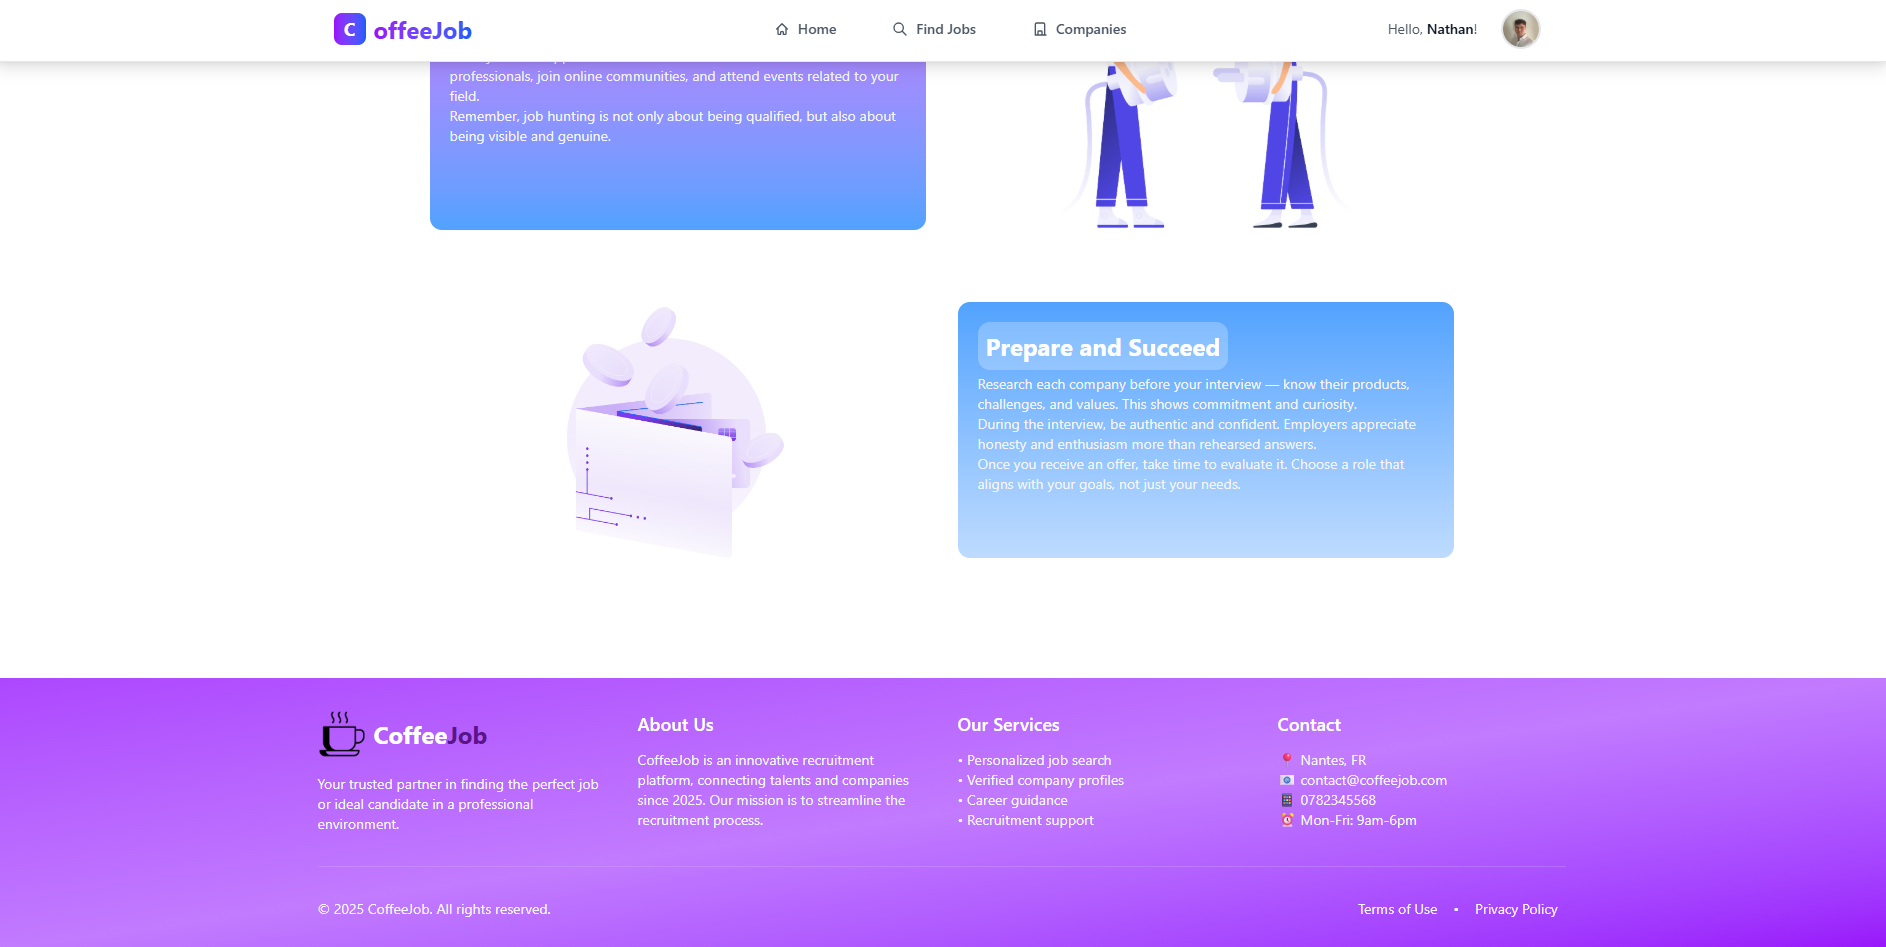 C offeeJob
Home
Find Jobs
Companies
Hello, Nathan!
professionals, join online communities, and attend events related to your
field.
Remember, job hunting is not only about being qualified, but also about
being visible and genuine.
Prepare and Succeed
Research each company before your interview — know their products,
challenges, and values. This shows commitment and curiosity.
During the interview, be authentic and confident. Employers appreciate
honesty and enthusiasm more than rehearsed answers.
Once you receive an offer, take time to evaluate it. Choose a role that
aligns with your goals, not just your needs.
CoffeeJob
Your trusted partner in finding the perfect job
or ideal candidate in a professional
environment.
About Us
CoffeeJob is an innovative recruitment
platform, connecting talents and companies
since 2025. Our mission is to streamline the
recruitment process.
Our Services
• Personalized job search
• Verified company profiles
• Career guidance
• Recruitment support
Contact
Nantes, FR
contact@coffeejob.com
0782345568
Mon-Fri: 9am-6pm
© 2025 CoffeeJob. All rights reserved.
Terms of Use • Privacy Policy